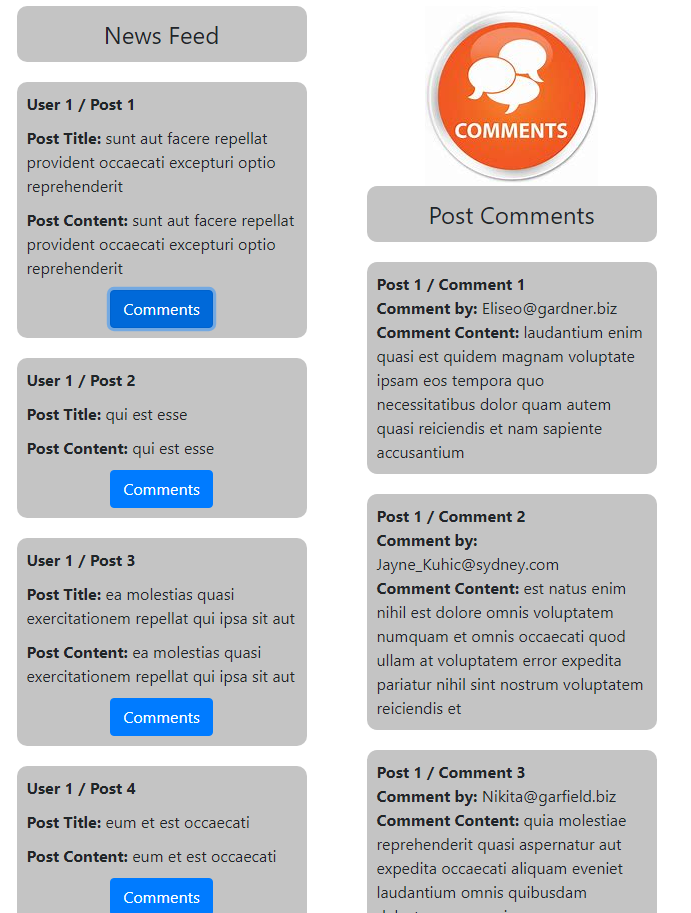 News Feed
User 1 / Post 1
Post Title: sunt aut facere repellat
provident occaecati excepturi optio
reprehenderit
Post Content: sunt aut facere repellat
provident occaecati excepturi optio
reprehenderit
Comments
User 1 / Post 2
Post Title: qui est esse
Post Content: qui est esse
Comments
User 1 / Post 3
Post Title: ea molestias quasi
exercitationem repellat qui ipsa sit aut
Post Content: ea molestias quasi
exercitationem repellat qui ipsa sit aut
Comments
User 1 / Post 4
Post Title: eum et est occaecati
Post Content: eum et est occaecati
Comments
COMMENTS
Post Comments
Post 1 / Comment 1
Comment by: Eliseo@gardner.biz
Comment Content: laudantium enim
quasi est quidem magnam voluptate
ipsam eos tempora quo
necessitatibus dolor quam autem
quasi reiciendis et nam sapiente
accusantium
Post 1 / Comment 2
Comment by:
Jayne_Kuhic@sydney.com
Comment Content: est natus enim
nihil est dolore omnis voluptatem
numquam et omnis occaecati quod
ullam at voluptatem error expedita
pariatur nihil sint nostrum voluptatem
reiciendis et
Post 1 / Comment 3
Comment by: Nikita@garfield.biz
Comment Content: quia molestiae
reprehenderit quasi aspernatur aut
expedita occaecati aliquam eveniet
laudantium omnis quibusdam